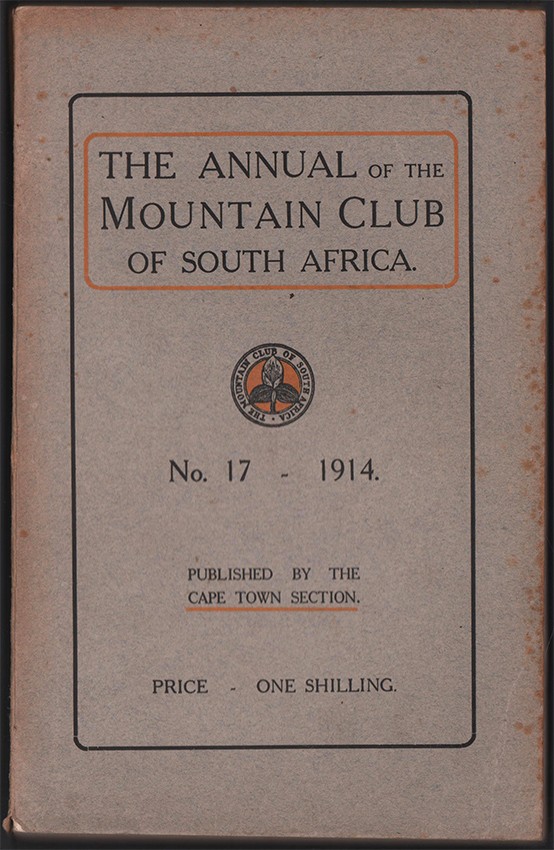 THE ANNUAL OF THE
MOUNTAIN CLUB
OF SOUTH AFRICA.
THE MOUNTAIN CLUB OF SOUTH AFRICA
No. 17 - 1914.
PUBLISHED BY THE
CAPE TOWN SECTION.
PRICE - ONE SHILLING.